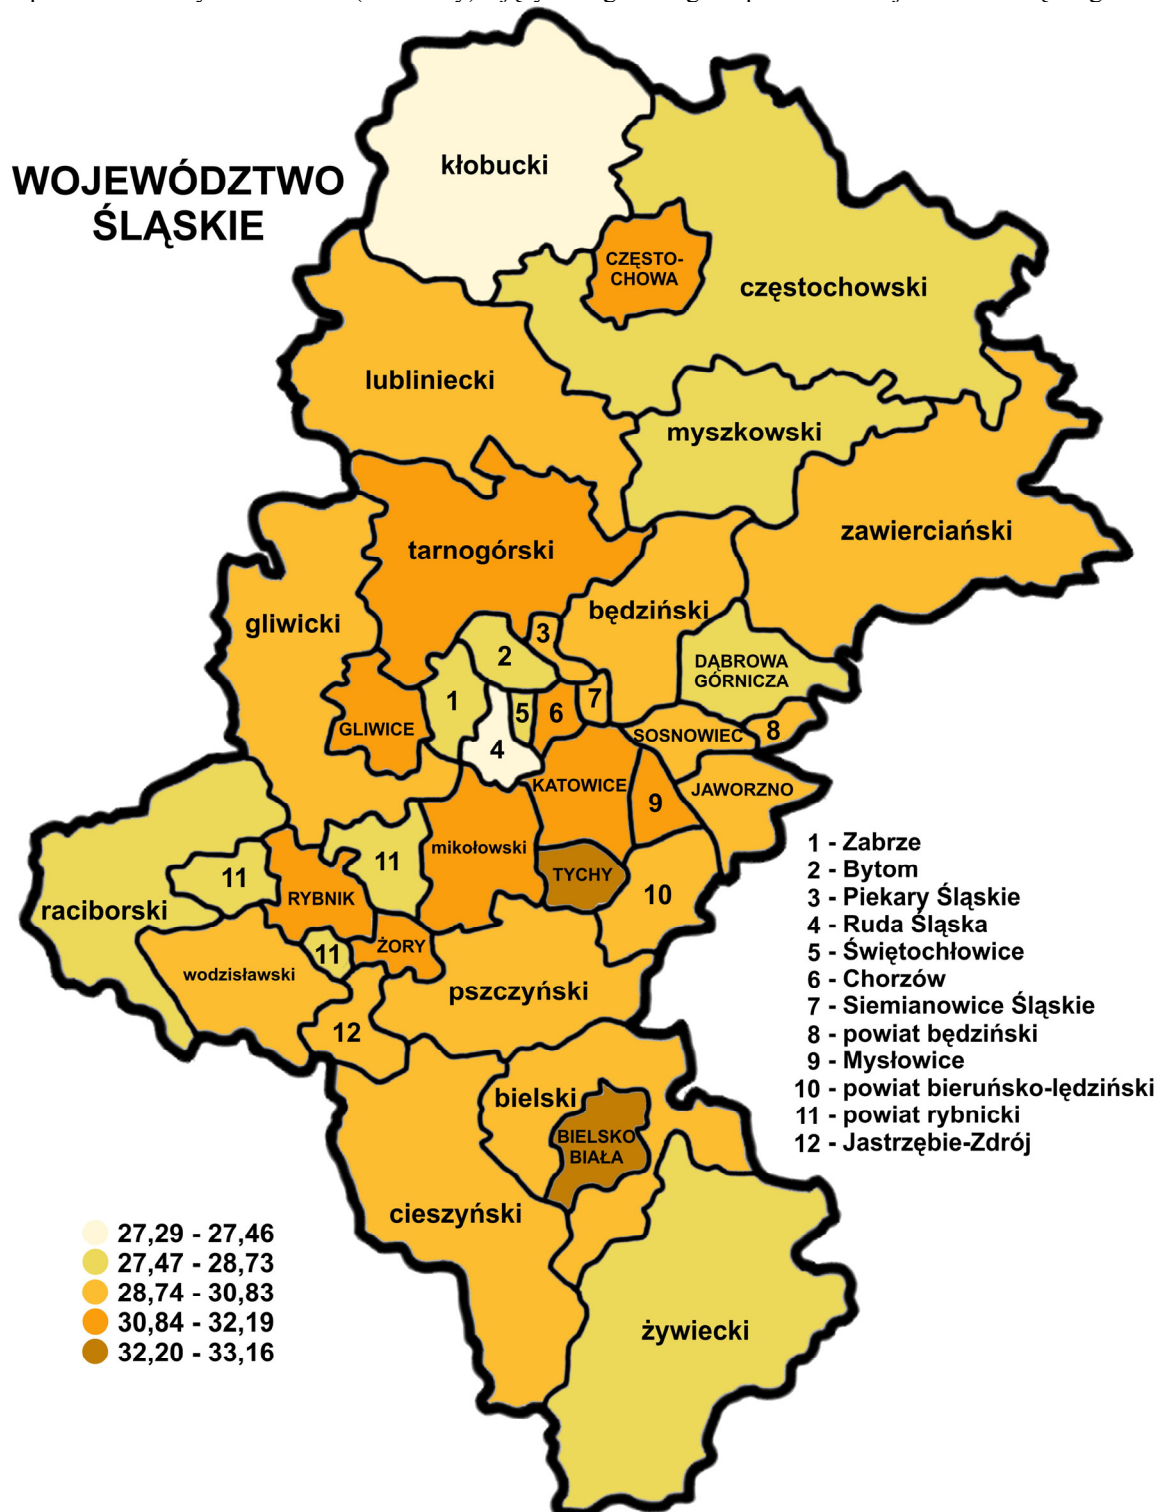 WOJEWÓDZTWO
ŚLĄSKIE
kłobucki
CZĘSTO-
CHOWA
częstochowski
lubliniecki
myszkowski
zawierciański
tarnogórski
będziński
gliwicki
3
2
DĄBROWA
GÓRNICZA
1
7
5
6
GLIWICE
SOSNOWIEC
8
4
KATOWICE
JAWORZNO
9
mikołowski
11
TYCHY
11
RYBNIK
10
raciborski
ŻORY
11
wodzisławski
pszczyński
12
bielski
BIELSKO
BIAŁA
cieszyński
żywiecki
1 - Zabrze
2 - Bytom
3 - Piekary Śląskie
4 - Ruda Śląska
5 - Świętochłowice
6 - Chorzów
7 - Siemianowice Śląskie
8 - powiat będziński
9 - Mysłowice
10 - powiat bieruńsko-lędziński
11 - powiat rybnicki
12 - Jastrzębie-Zdrój
27,29 - 27,46
27,47 - 28,73
28,74 - 30,83
30,84 - 32,19
32,20 - 33,16